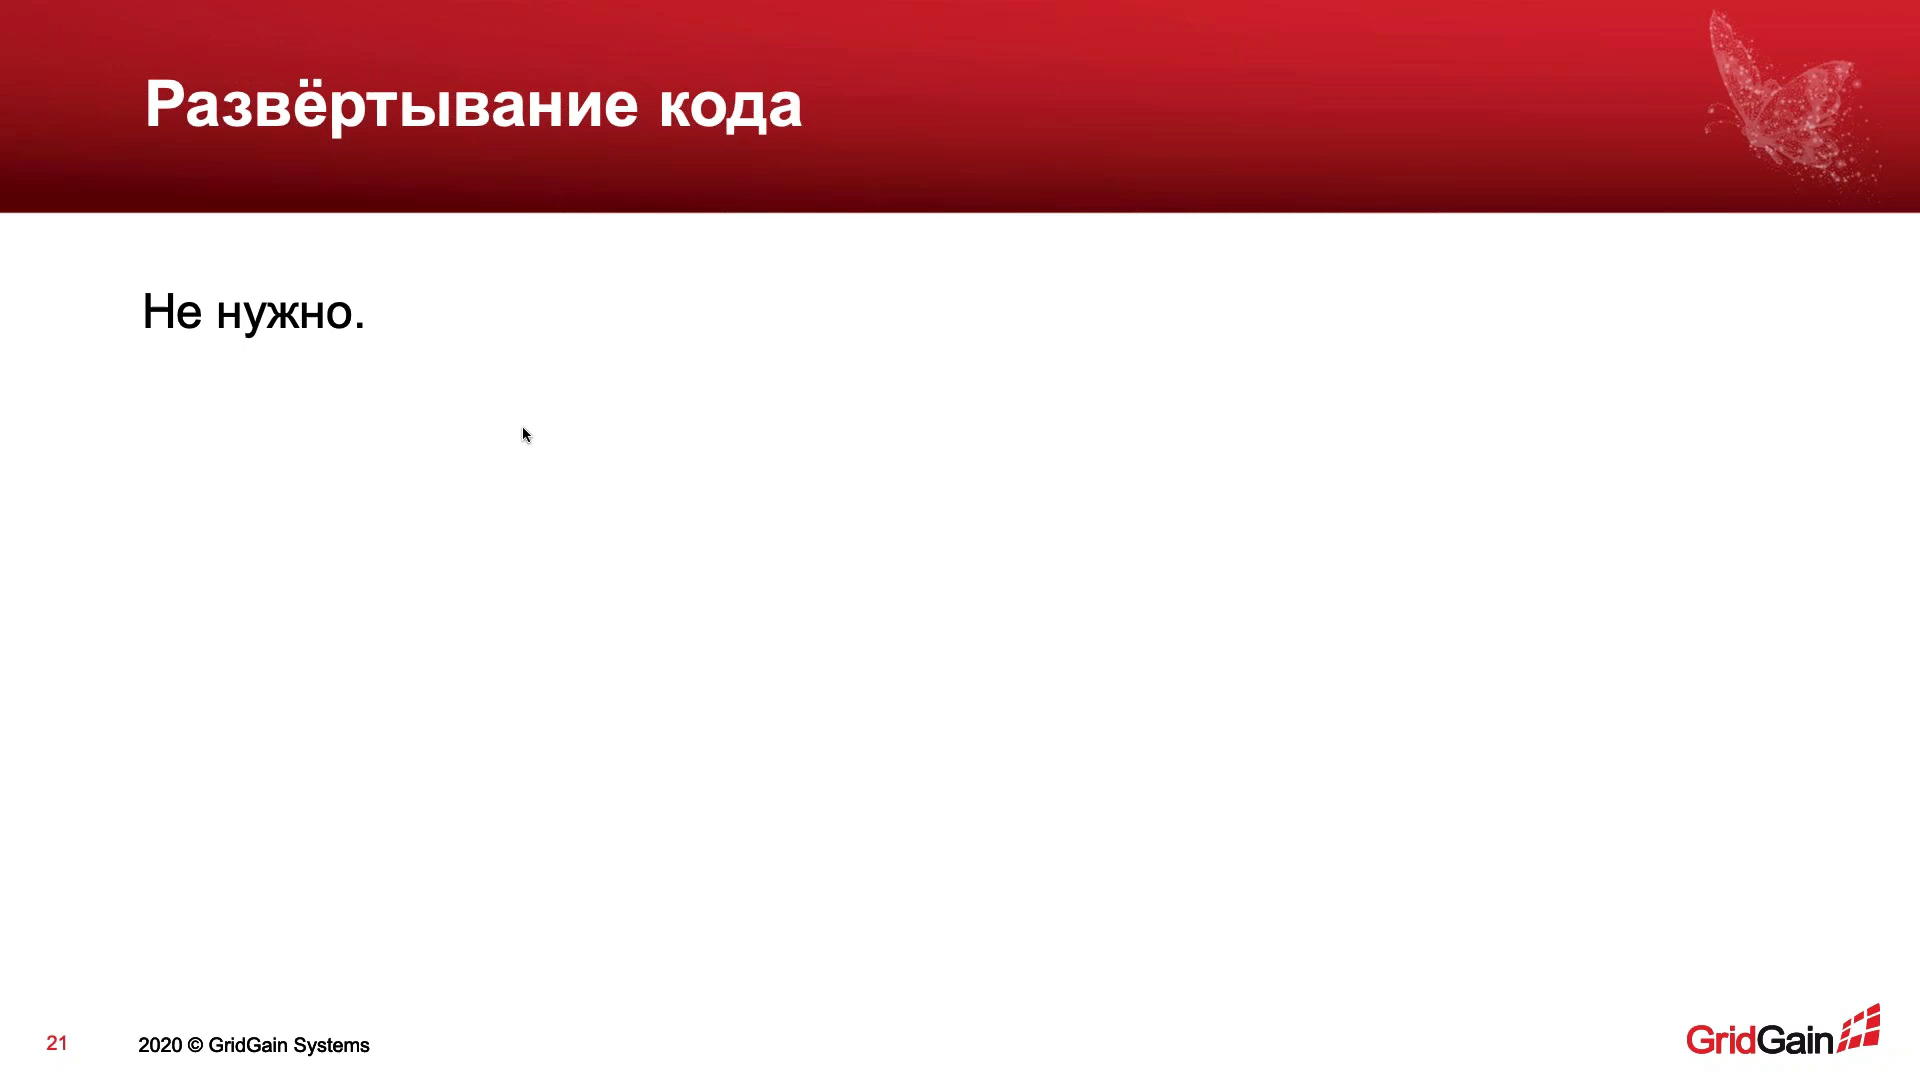 Развёртывание кода
Не нужно.
21
2020 © GridGain Systems
GridGain